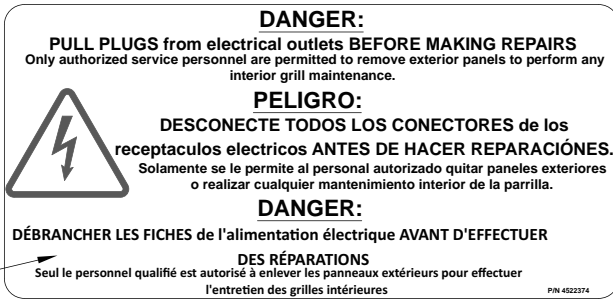 DANGER:
PULL PLUGS from electrical outlets BEFORE MAKING REPAIRS
Only authorized service personnel are permitted to remove exterior panels to perform any
interior grill maintenance.
PELIGRO:
DESCONECTE TODOS LOS CONECTORES de los
receptaculos electricos ANTES DE HACER REPARACIÓNES.
Solamente se le permite al personal autorizado quitar paneles exteriores
o realizar cualquier mantenimiento interior de la parrilla.
DANGER:
DÉBRANCHER LES FICHES de l'alimentation électrique AVANT D'EFFECTUER
DES RÉPARATIONS
Seul le personnel qualifié est autorisé à enlever les panneaux extérieurs pour effectuer
l'entretien des grilles intérieures
P/N 4522374